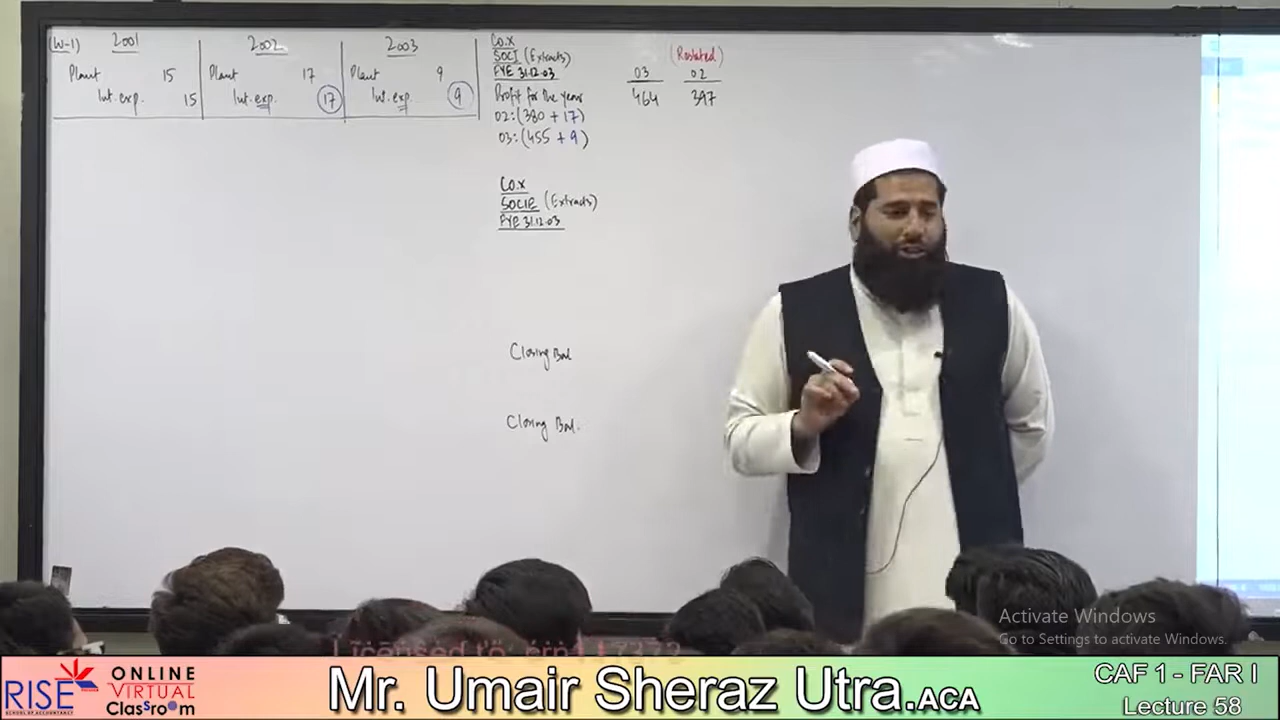 (W-1) 2001
Plant 15
Int. exp. 15
2002
Plant 17
Int. exp. 17
2003
Plant 9
Int. exp. 9
Co.X
SOCI (Extracts)
FYE 31.12.03
(Restated)
03 02
Profit for the year 464 397
02: (380 + 17)
03: (455 + 9)
Co.X
SOCIE (Extracts)
FYE 31.12.03
Closing Bal
Closing Bal.
Activate Windows
Go to Settings to activate Windows.
RISE
SCHOOL OF ACCOUNTANCY
ONLINE
VIRTUAL
Classroom
Mr. Umair Sheraz Utra.ACA
CAF 1 - FAR I
Lecture 58